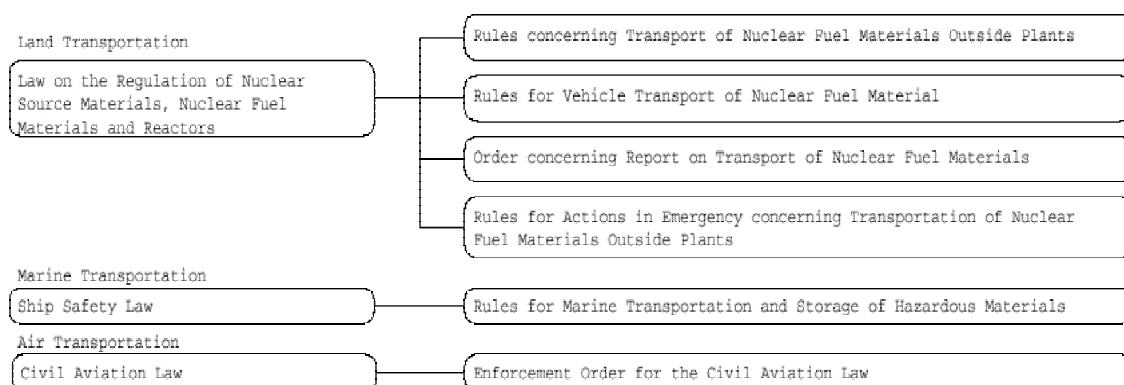 Land Transportation
Law on the Regulation of Nuclear
Source Materials, Nuclear Fuel
Materials and Reactors
Rules concerning Transport of Nuclear Fuel Materials Outside Plants
Rules for Vehicle Transport of Nuclear Fuel Material
Order concerning Report on Transport of Nuclear Fuel Materials
Rules for Actions in Emergency concerning Transportation of Nuclear
Fuel Materials Outside Plants
Marine Transportation
Ship Safety Law
Rules for Marine Transportation and Storage of Hazardous Materials
Air Transportation
Civil Aviation Law
Enforcement Order for the Civil Aviation Law